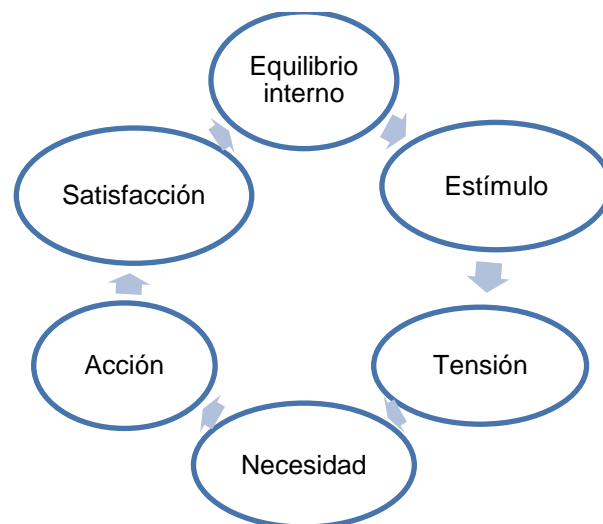 Equilibrio
interno
Estímulo
Tensión
Necesidad
Acción
Satisfacción